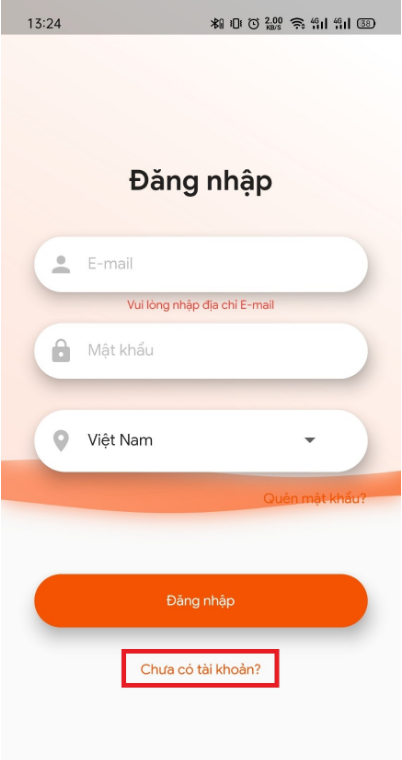 13:24
2.00
KB/S
4G
4G
38
Đăng nhập
E-mail
Vui lòng nhập địa chỉ E-mail
Mật khẩu
Việt Nam
Quên mật khẩu?
Đăng nhập
Chưa có tài khoản?